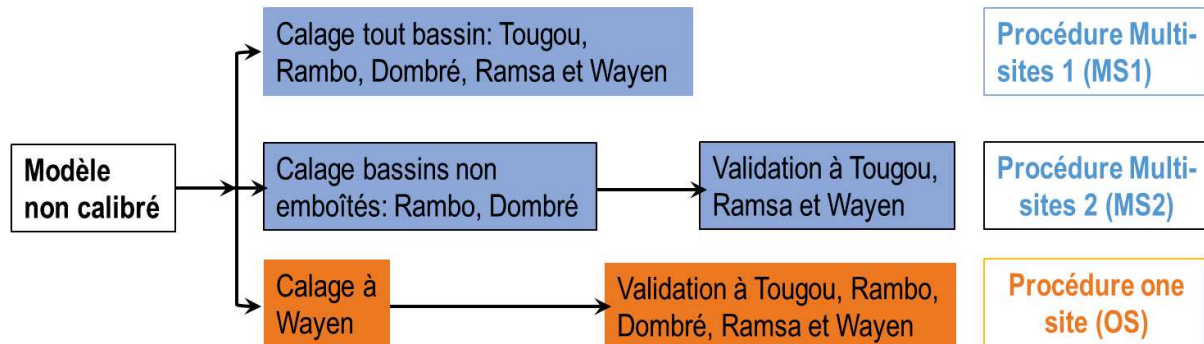 Calage tout bassin: Tougou,
Rambo, Dombré, Ramsa et Wayen
Procédure Multi-
sites 1 (MS1)
Modèle
non calibré
Calage bassins non
emboîtés: Rambo, Dombré
Validation à Tougou,
Ramsa et Wayen
Procédure Multi-
sites 2 (MS2)
Calage à
Wayen
Validation à Tougou, Rambo,
Dombré, Ramsa et Wayen
Procédure one
site (OS)